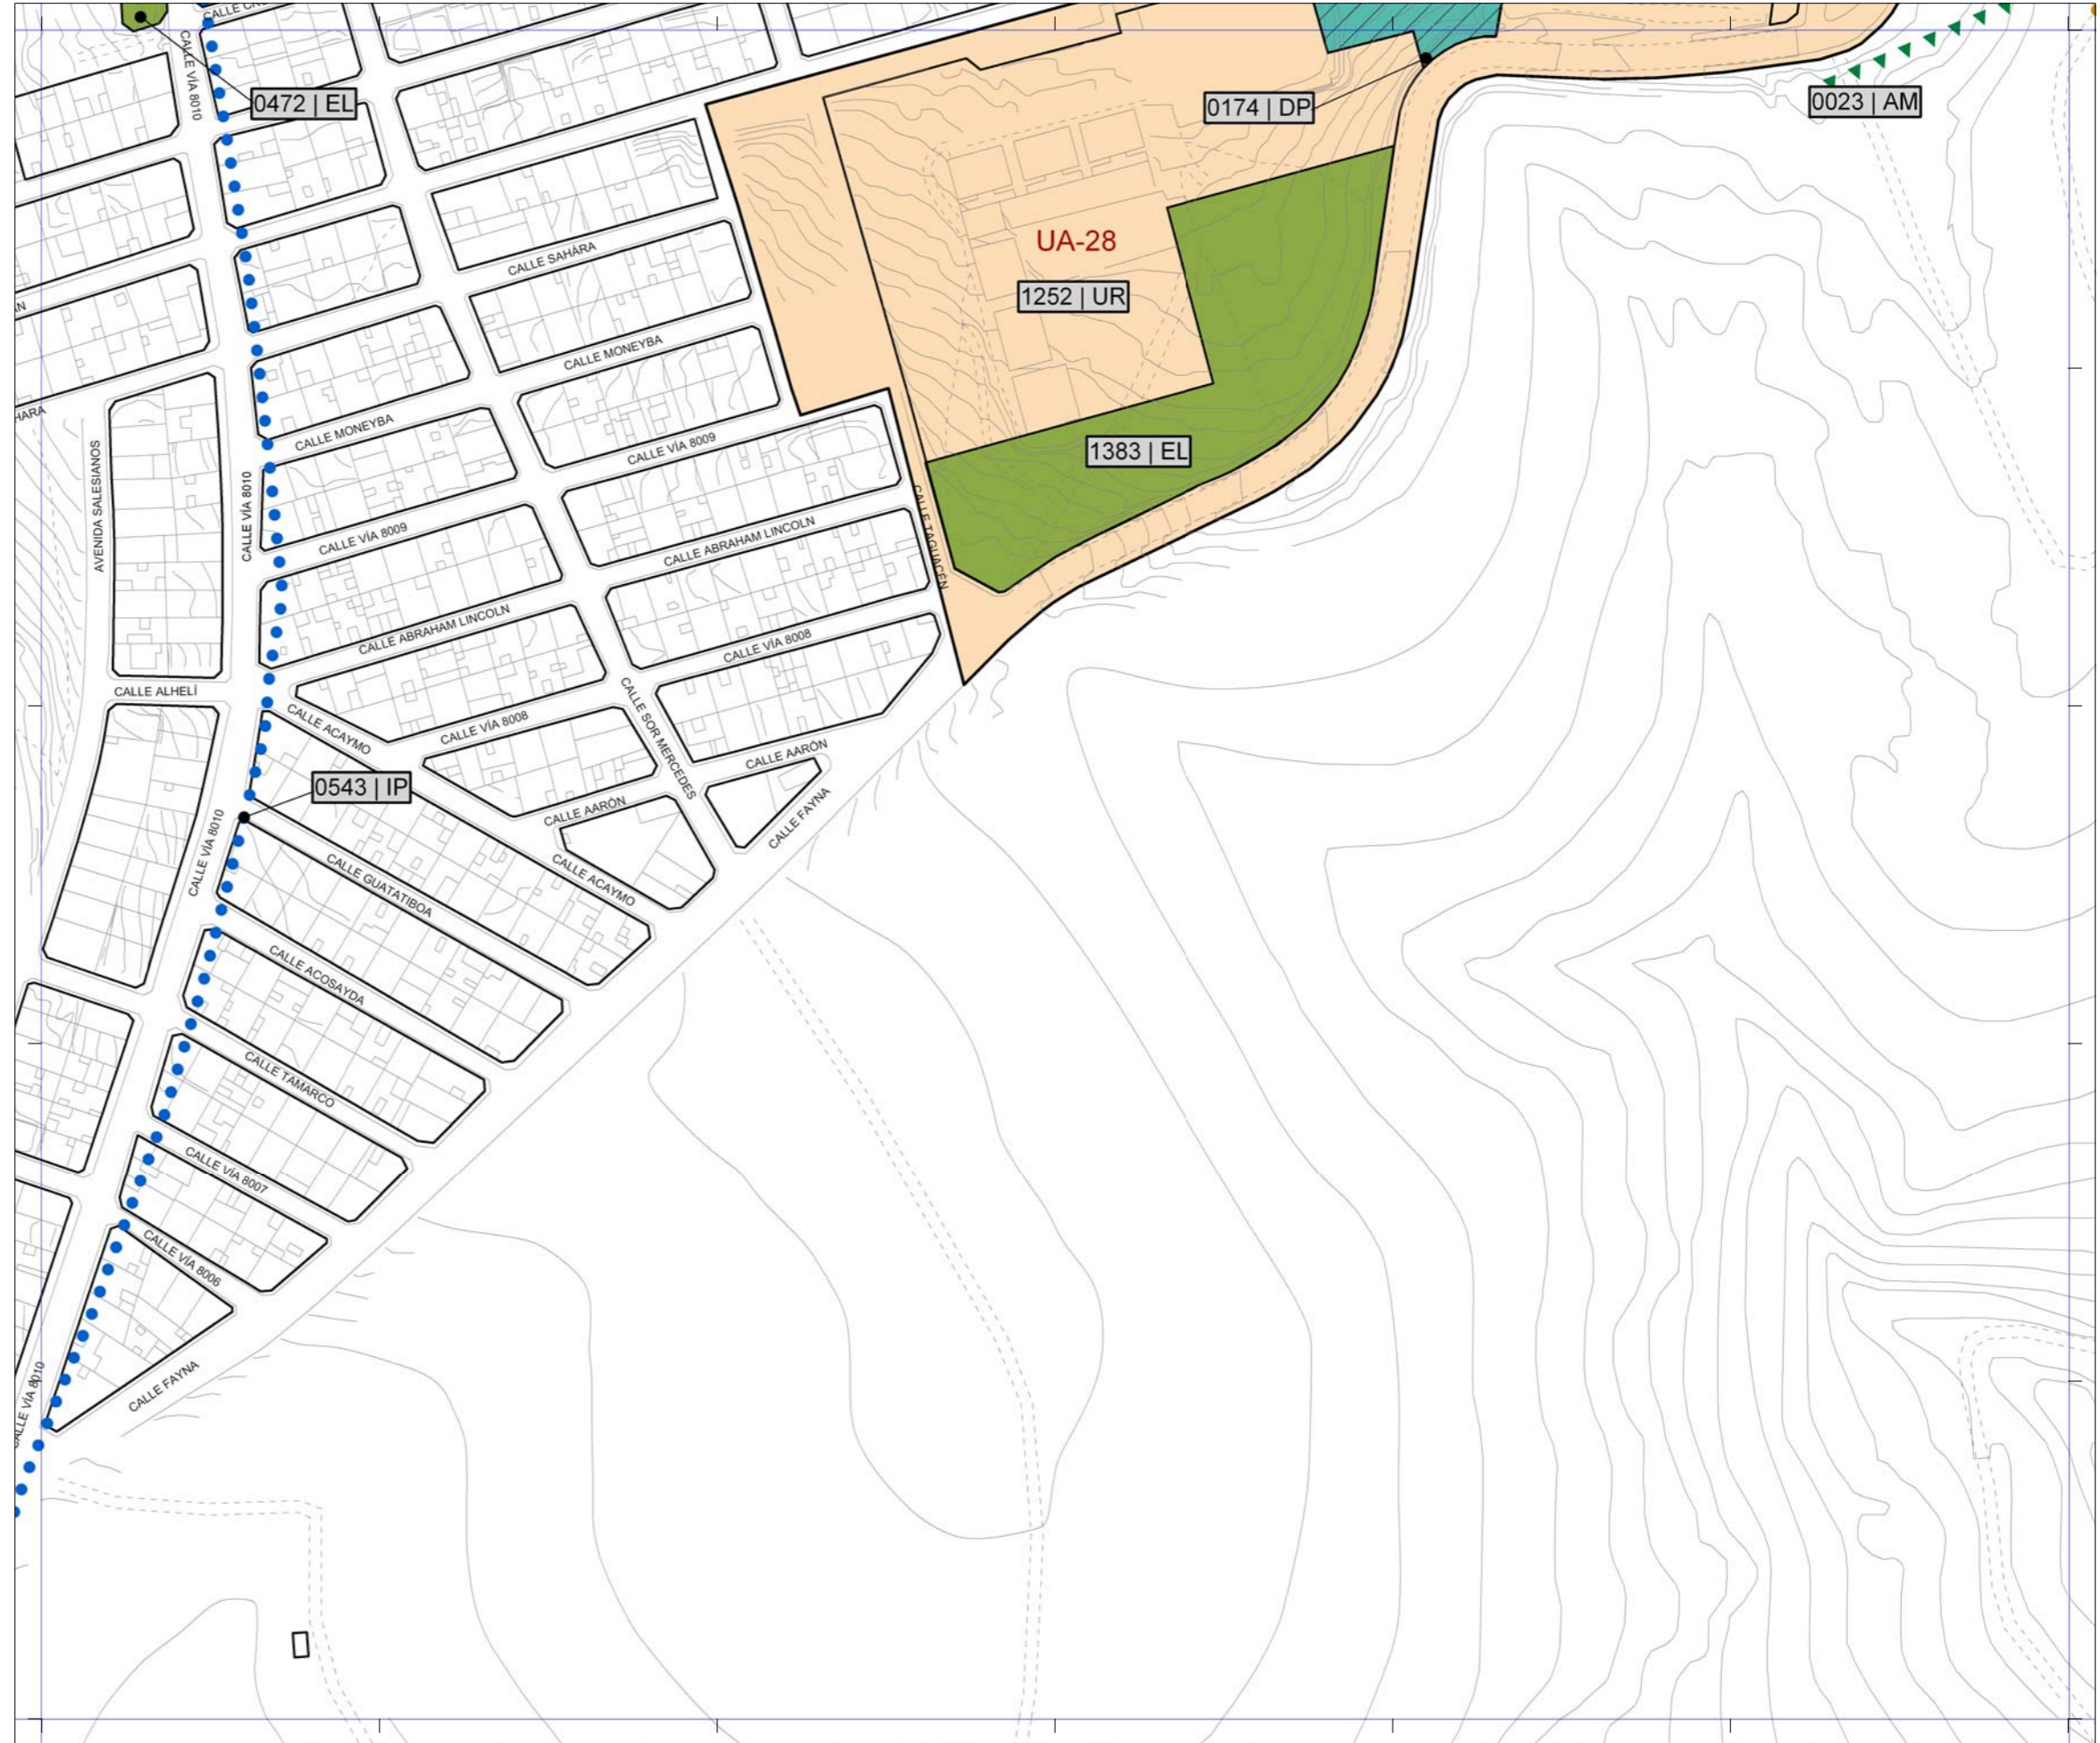 CALLE VÍA 8010
0472 | EL
0174 | DP
0023 | AM
UA-28
1252 | UR
CALLE SAHÁRA
CALLE MONEYBA
CALLE MONEYBA
HARA
AVENIDA SALESIANOS
CALLE VÍA 8010
CALLE VÍA 8009
1383 | EL
CALLE VÍA 8009
CALLE ABRAHAM LINCOLN
CALLE TAGUACÉN
CALLE ABRAHAM LINCOLN
CALLE VÍA 8008
CALLE ALHELÍ
CALLE ACAYMO
CALLE VÍA 8008
CALLE SOR MERCEDES
CALLE AARÓN
0543 | IP
CALLE AARÓN
CALLE FAYNA
CALLE VÍA 8010
CALLE GUATATIBOA
CALLE ACAYMO
CALLE ACOSAYDA
CALLE TAMARCO
CALLE VÍA 8007
CALLE VÍA 8006
CALLE FAYNA
CALLE VÍA 8010